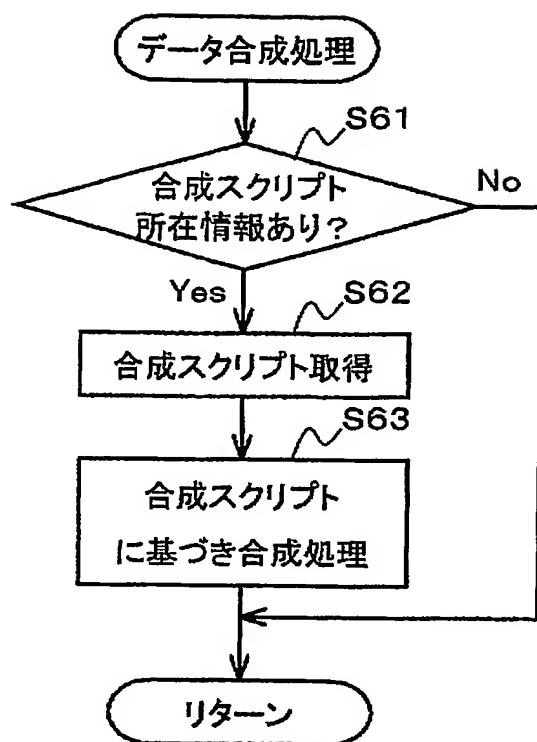 データ合成処理
S61
合成スクリプト
所在情報あり?
No
Yes
S62
合成スクリプト取得
S63
合成スクリプト
に基づき合成処理
リターン